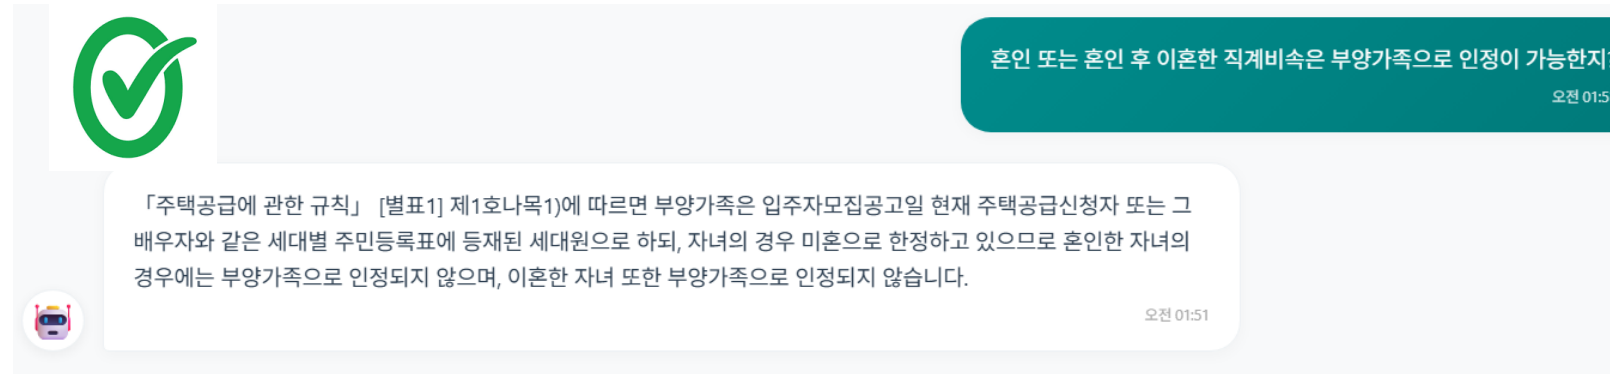 혼인 또는 혼인 후 이혼한 직계비속은 부양가족으로 인정이 가능한지
오전 01:5
「주택공급에 관한 규칙」 [별표1] 제1호나목1)에 따르면 부양가족은 입주자모집공고일 현재 주택공급신청자 또는 그
배우자와 같은 세대별 주민등록표에 등재된 세대원으로 하되, 자녀의 경우 미혼으로 한정하고 있으므로 혼인한 자녀의
경우에는 부양가족으로 인정되지 않으며, 이혼한 자녀 또한 부양가족으로 인정되지 않습니다.
오전 01:51